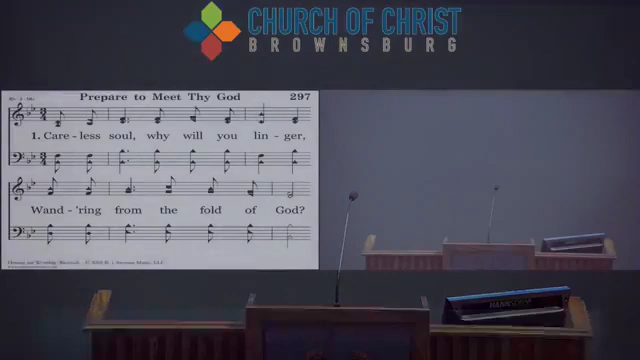 CHURCH OF CHRIST
BROWNSBURG
Prepare to Meet Thy God 297
1. Care - less soul, why will you lin - ger,
Wand - 'ring from the fold of God?